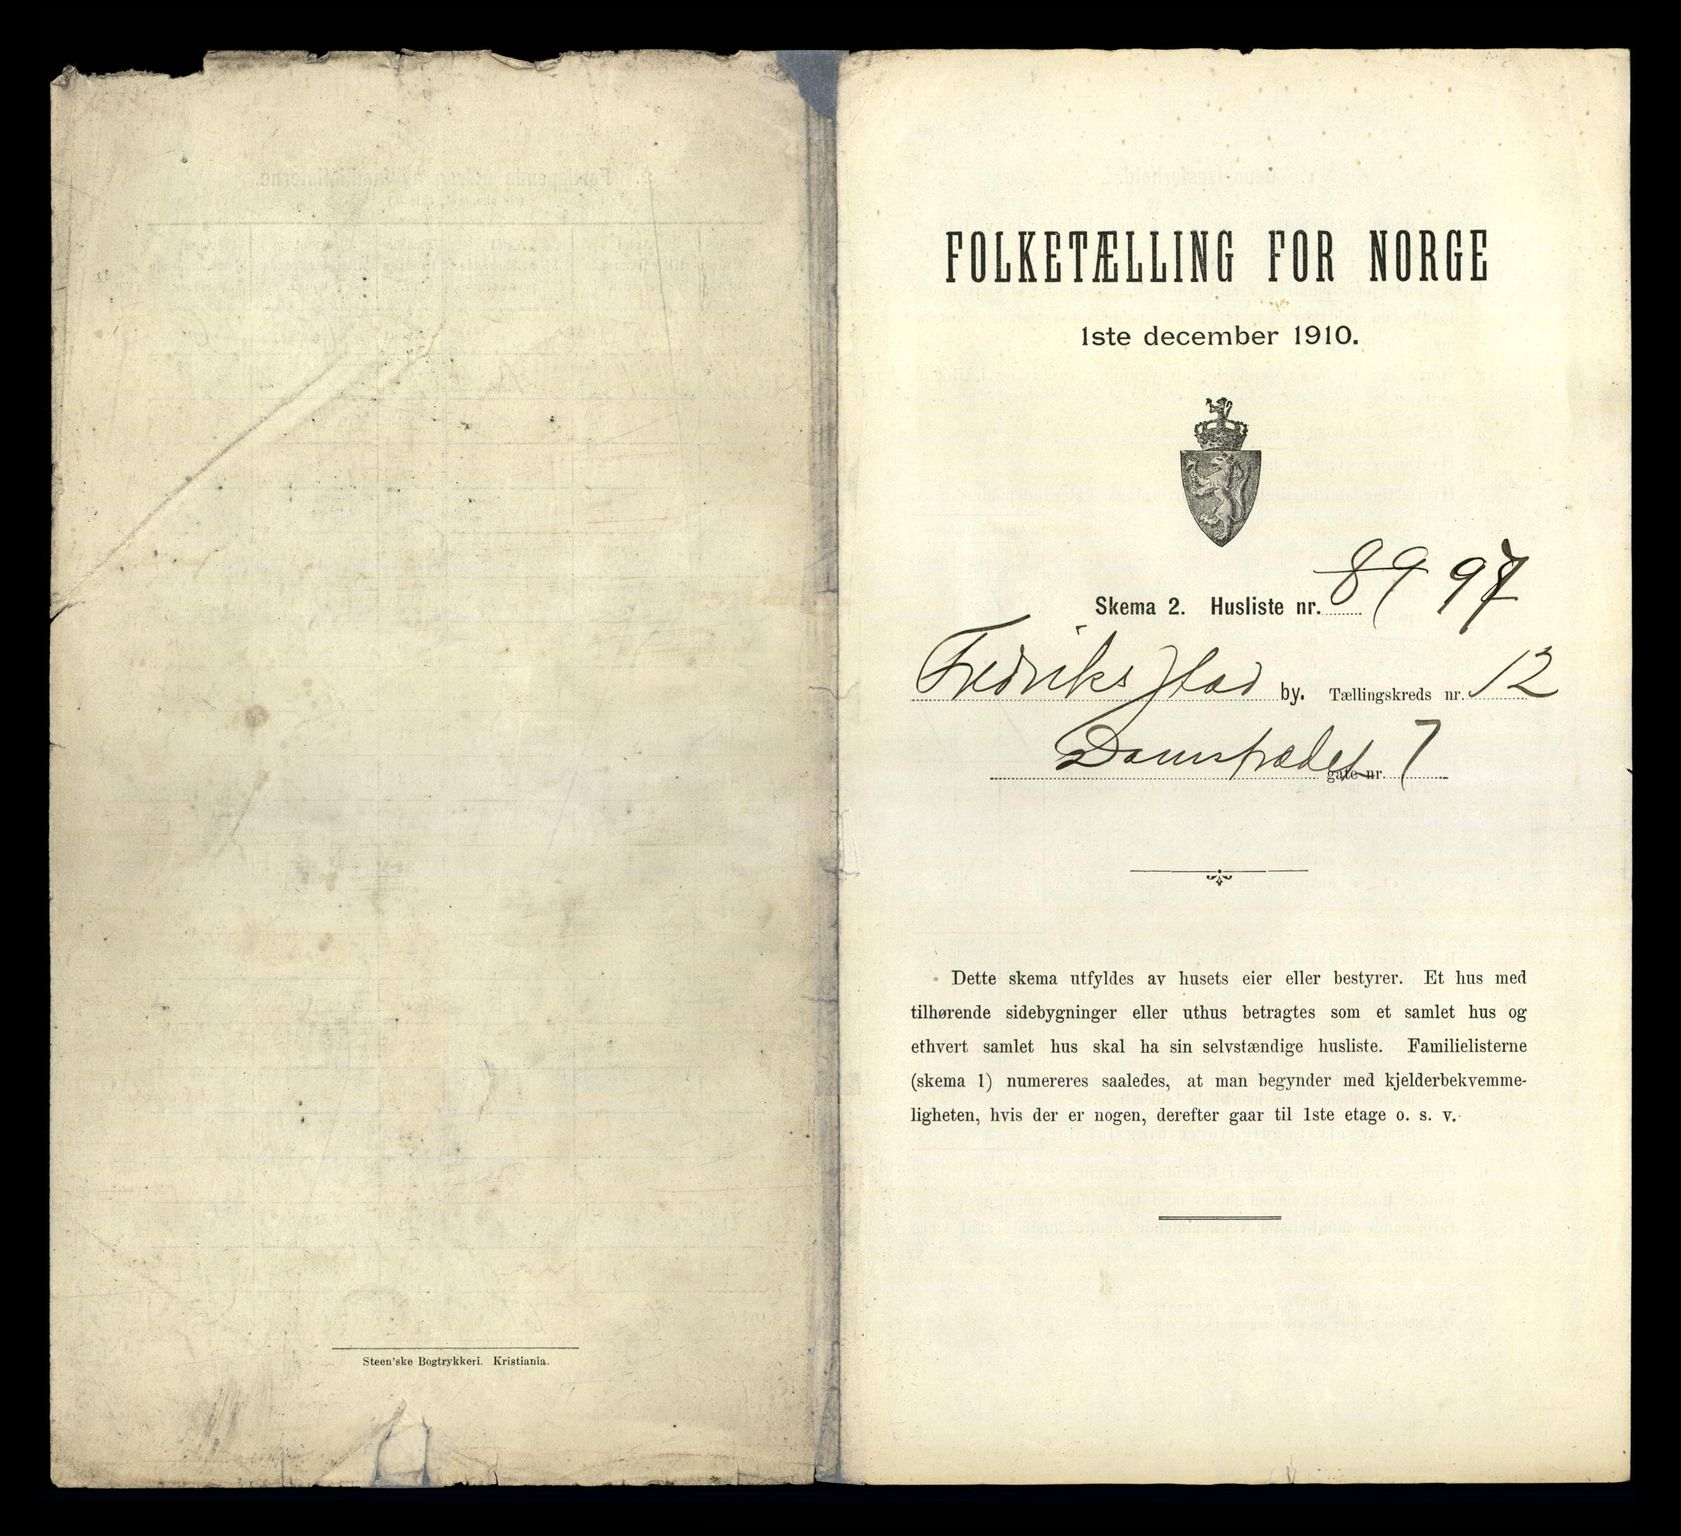 Steen'ske Bogtrykkeri. Kristiania.
FOLKETÆLLING FOR NORGE
1ste december 1910.
Skema 2. Husliste nr. 89 97
Fredriksstad by. Tællingskreds nr. 12
Damstrædet gate nr. 7
Dette skema utfyldes av husets eier eller bestyrer. Et hus med
tilhørende sidebygninger eller uthus betragtes som et samlet hus og
ethvert samlet hus skal ha sin selvstændige husliste. Familielisterne
(skema 1) numereres saaledes, at man begynder med kjelderbekvemme-
ligheten, hvis der er nogen, derefter gaar til 1ste etage o. s. v.